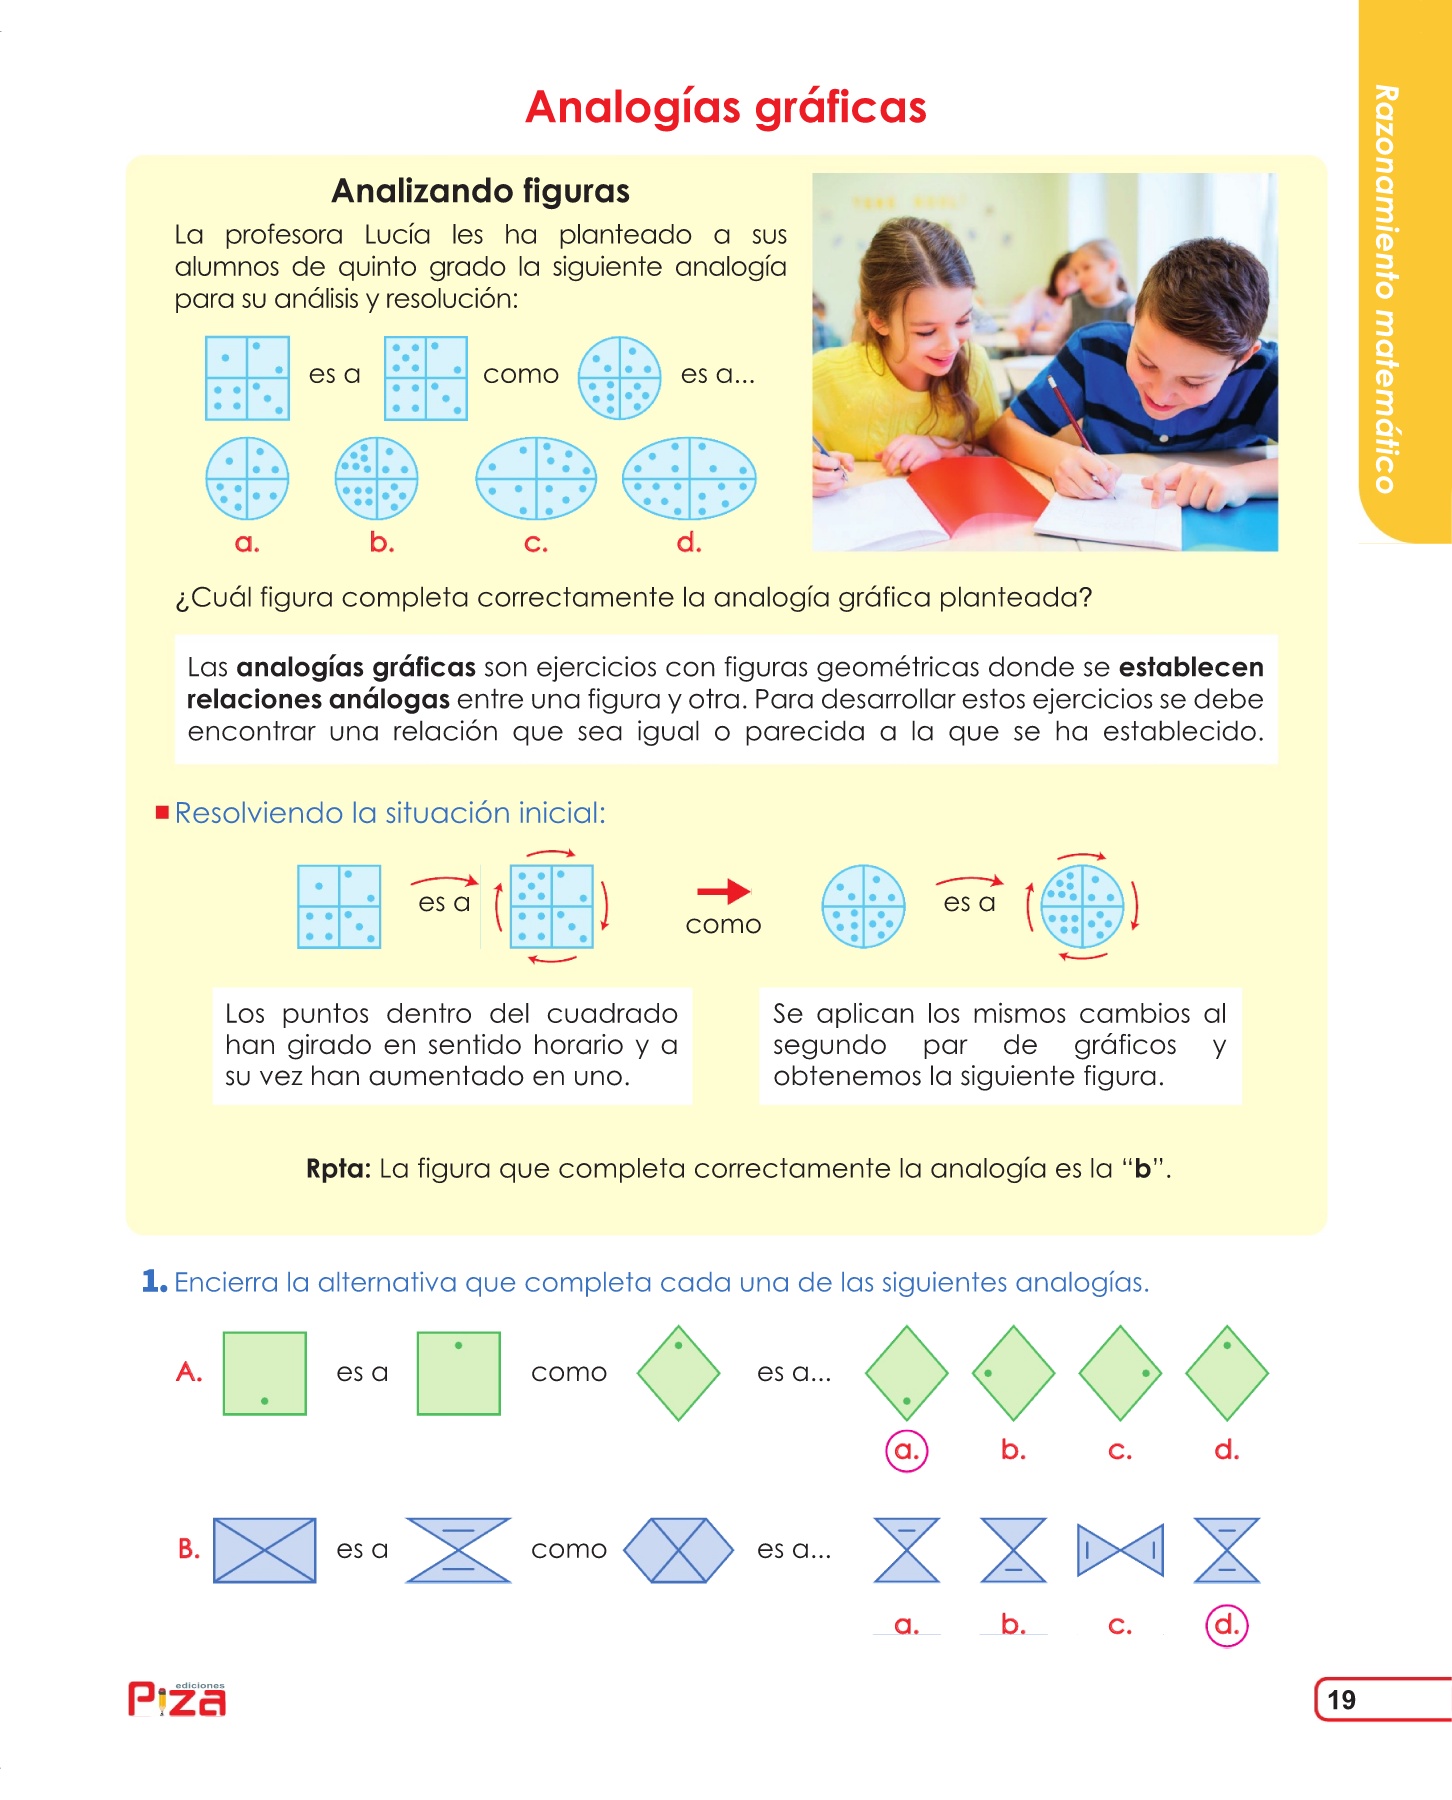 Analogías gráficas
Razonamiento matemático
Analizando figuras
La profesora Lucía les ha planteado a sus
alumnos de quinto grado la siguiente analogía
para su análisis y resolución:
es a como es a...
a. b. c. d.
¿Cuál figura completa correctamente la analogía gráfica planteada?
Las analogías gráficas son ejercicios con figuras geométricas donde se establecen
relaciones análogas entre una figura y otra. Para desarrollar estos ejercicios se debe
encontrar una relación que sea igual o parecida a la que se ha establecido.
Resolviendo la situación inicial:
es a como es a
Los puntos dentro del cuadrado
han girado en sentido horario y a
su vez han aumentado en uno.
Se aplican los mismos cambios al
segundo par de gráficos y
obtenemos la siguiente figura.
Rpta: La figura que completa correctamente la analogía es la “b”.
1. Encierra la alternativa que completa cada una de las siguientes analogías.
A. es a como es a...
a. b. c. d.
B. es a como es a...
a. b. c. d.
ediciones
Piza
19